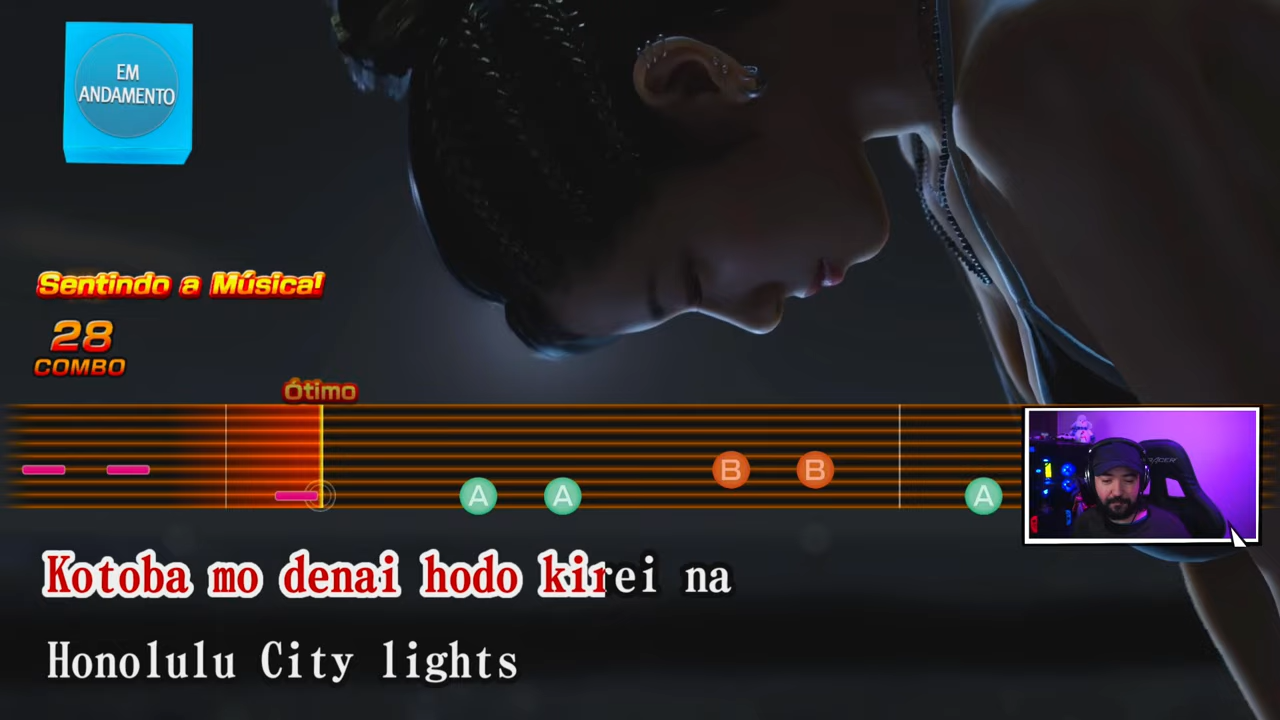 EM
ANDAMENTO
Sentindo a Música!
28
COMBO
Ótimo
A A B B A
Kotoba mo denai hodo kirei na
Honolulu City lights